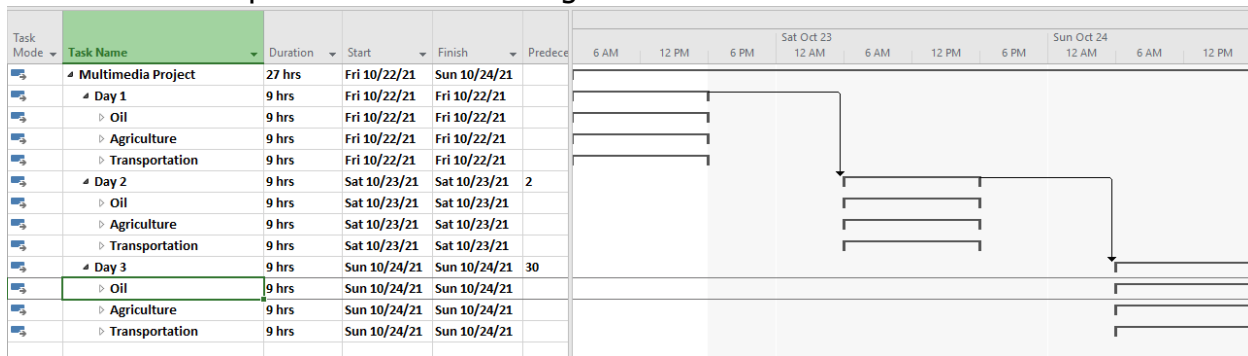 Task Mode Task Name Duration Start Finish Predece
Sat Oct 23 Sun Oct 24
6 AM 12 PM 6 PM 12 AM 6 AM 12 PM 6 PM 12 AM 6 AM 12 PM
Multimedia Project 27 hrs Fri 10/22/21 Sun 10/24/21
Day 1 9 hrs Fri 10/22/21 Fri 10/22/21
Oil 9 hrs Fri 10/22/21 Fri 10/22/21
Agriculture 9 hrs Fri 10/22/21 Fri 10/22/21
Transportation 9 hrs Fri 10/22/21 Fri 10/22/21
Day 2 9 hrs Sat 10/23/21 Sat 10/23/21 2
Oil 9 hrs Sat 10/23/21 Sat 10/23/21
Agriculture 9 hrs Sat 10/23/21 Sat 10/23/21
Transportation 9 hrs Sat 10/23/21 Sat 10/23/21
Day 3 9 hrs Sun 10/24/21 Sun 10/24/21 30
Oil 9 hrs Sun 10/24/21 Sun 10/24/21
Agriculture 9 hrs Sun 10/24/21 Sun 10/24/21
Transportation 9 hrs Sun 10/24/21 Sun 10/24/21